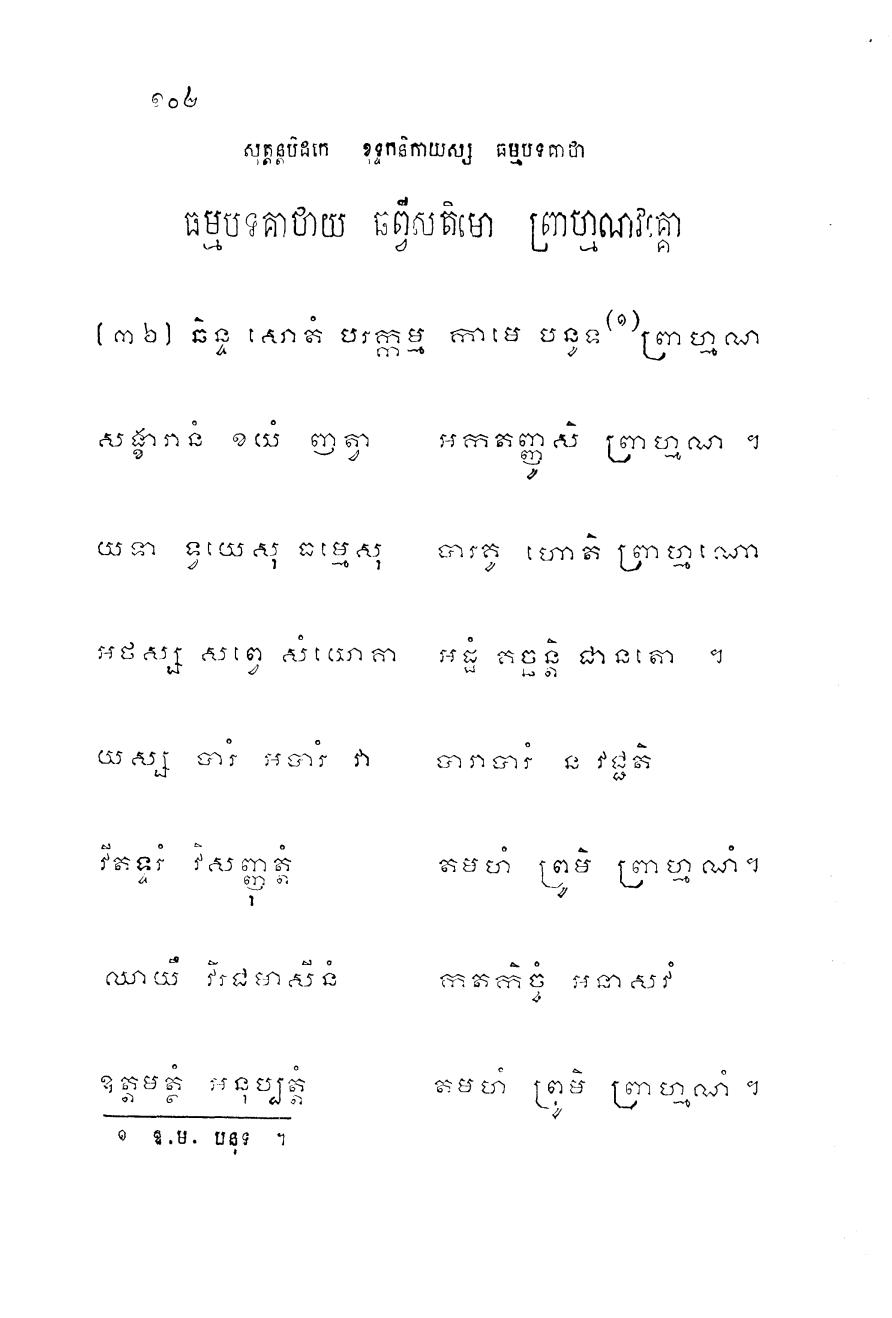 ១០២
សុត្តន្តបិដកេ ខុទ្ទកនិកាយស្ស ធម្មបទគាថា
ធម្មបទគាថាយ ឆព្វីសតិមោ ព្រាហ្មណវគ្គោ
(៣៦) ឆិន្ទ សោតំ បរក្កម្ម កាមេ បនូទ(១)ព្រាហ្មណ
សង្ខារានំ ខយំ ញត្វា អកតញ្ញូសិ ព្រាហ្មណ ។
យទា ទ្វយេសុ ធម្មេសុ បារគូ ហោតិ ព្រាហ្មណោ
អថស្ស សព្វេ សំយោគា អដ្ឋំ គច្ឆន្តិ ជានតោ ។
យស្ស បារំ អបារំ វា បារាបារំ ន វជ្ជតិ
វីតទ្ទរំ វិសញ្ញុត្តំ តមហំ ព្រូមិ ព្រាហ្មណំ។
ឈាយឹ វិរជមាសីនំ កតកិច្ចំ អនាសវំ
ឧត្តមត្ថំ អនុប្បត្តំ តមហំ ព្រូមិ ព្រាហ្មណំ ។
១ ឱ.ម. បនុទ ។